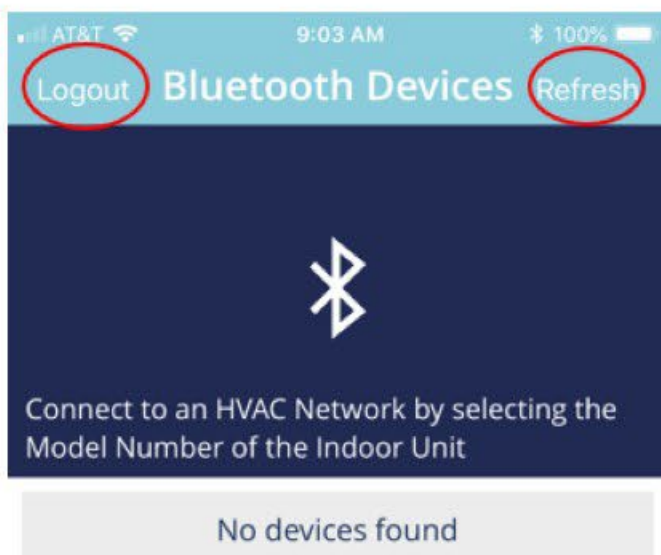 AT&T 9:03 AM 100%
Logout Bluetooth Devices Refresh
Connect to an HVAC Network by selecting the
Model Number of the Indoor Unit
No devices found